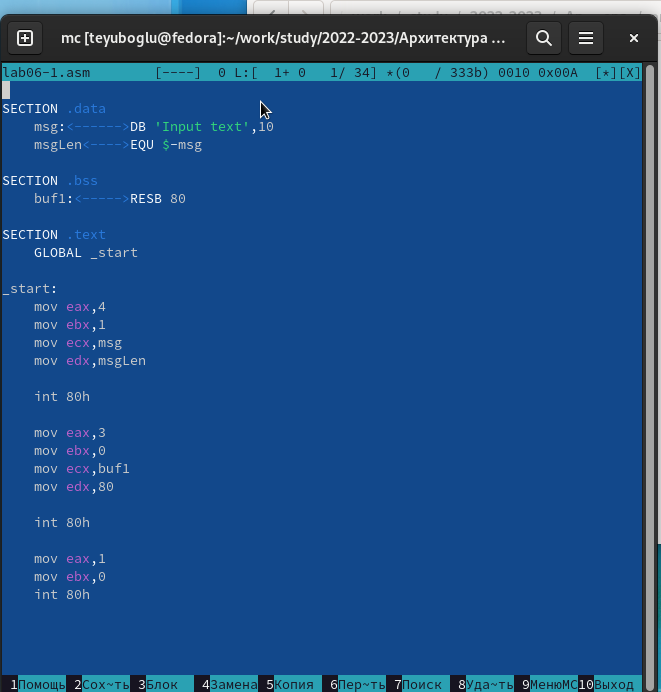 mc [teyuboglu@fedora]:~/work/study/2022-2023/Архитектура ...
lab06-1.asm [----] 0 L:[ 1+ 0 1/ 34] *(0 / 333b) 0010 0x00A [*][X]
SECTION .data
msg:<------>DB 'Input text',10
msgLen<---->EQU $-msg
SECTION .bss
buf1:<----->RESB 80
SECTION .text
GLOBAL _start
_start:
mov eax,4
mov ebx,1
mov ecx,msg
mov edx,msgLen
int 80h
mov eax,3
mov ebx,0
mov ecx,buf1
mov edx,80
int 80h
mov eax,1
mov ebx,0
int 80h
1Помощь 2Сох~ть 3Блок 4Замена 5Копия 6Пер~ть 7Поиск 8Уда~ть 9МенюMC 10Выход